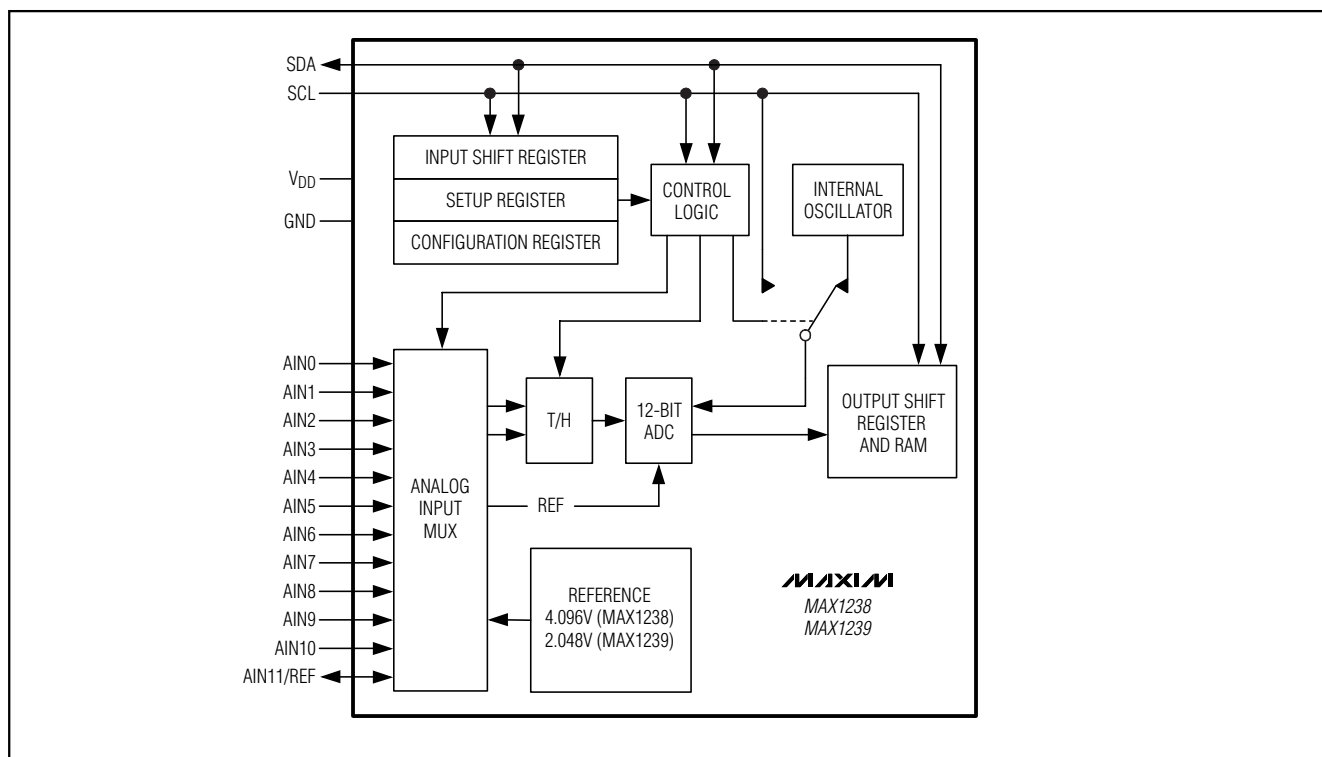 SDA
SCL
INPUT SHIFT REGISTER
SETUP REGISTER
CONFIGURATION REGISTER
VDD
GND
CONTROL
LOGIC
INTERNAL
OSCILLATOR
AIN0
AIN1
AIN2
AIN3
AIN4
AIN5
AIN6
AIN7
AIN8
AIN9
AIN10
AIN11/REF
ANALOG
INPUT
MUX
T/H
12-BIT
ADC
REF
OUTPUT SHIFT
REGISTER
AND RAM
REFERENCE
4.096V (MAX1238)
2.048V (MAX1239)
MAXIM
MAX1238
MAX1239